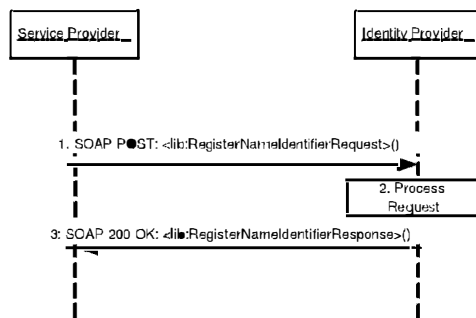 Service Provider
Identity Provider
1. SOAP POST: <lib:RegisterNameIdentifierRequest>()
2. Process
Request
3: SOAP 200 OK: <lib:RegisterNameIdentifierResponse>()